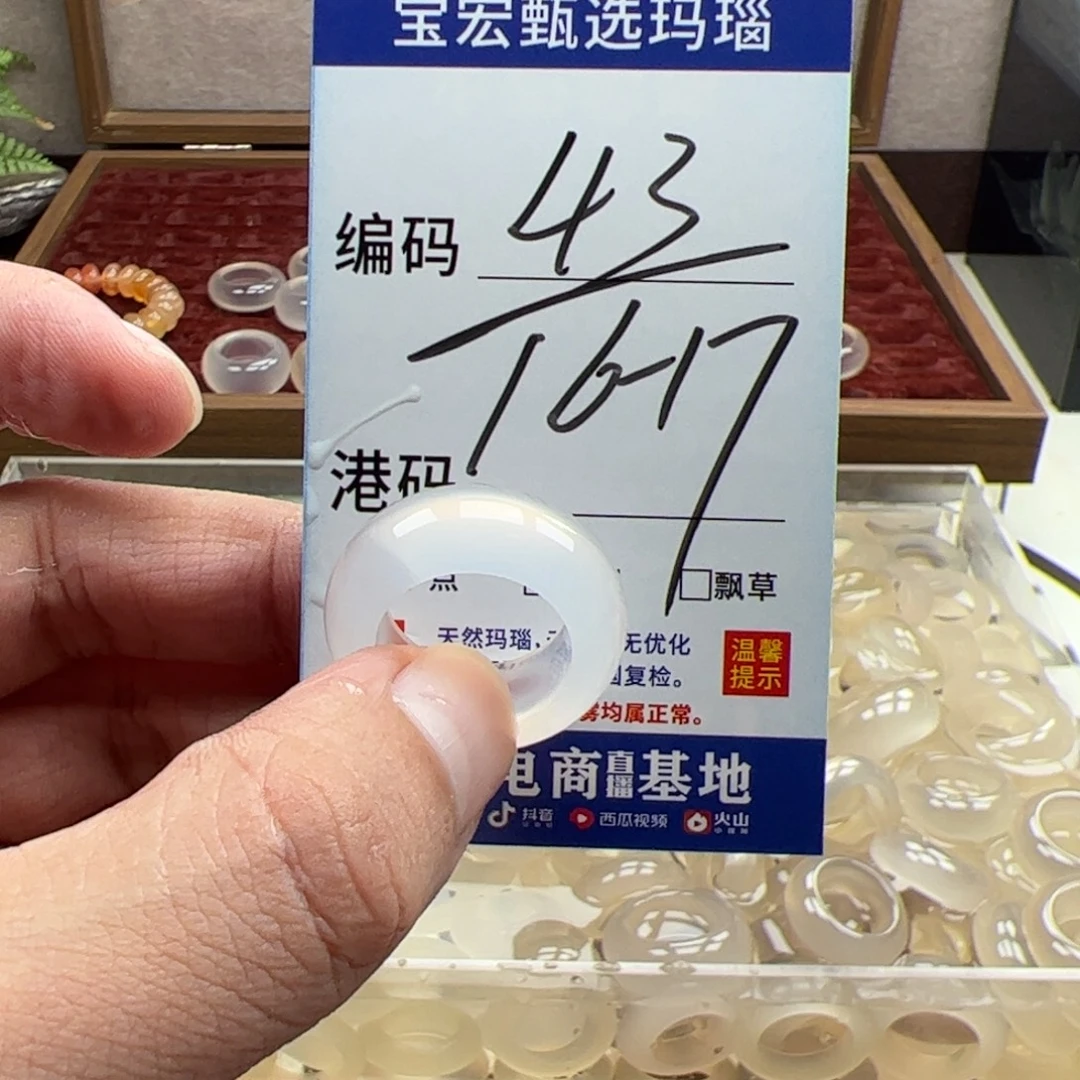 宝宏甄选玛瑙
编码 43
16-17
港码
□飘草
天然玛瑙, 无优化
温馨
提示
复检。
均属正常。
电商直播基地
抖音 西瓜视频 火山